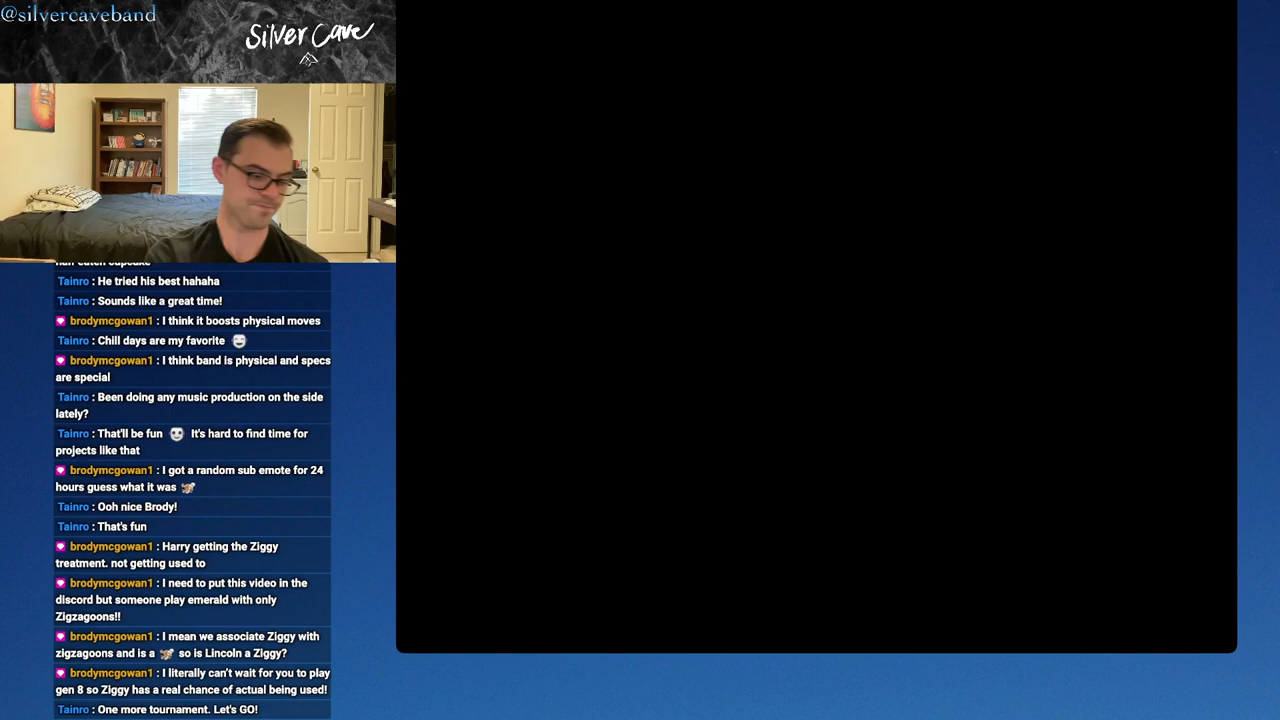 @silvercaveband
Silver Cave
Tainro : He tried his best hahaha
Tainro : Sounds like a great time!
brodymcgowan1 : I think it boosts physical moves
Tainro : Chill days are my favorite
brodymcgowan1 : I think band is physical and specs
are special
Tainro : Been doing any music production on the side
lately?
Tainro : That'll be fun It's hard to find time for
projects like that
brodymcgowan1 : I got a random sub emote for 24
hours guess what it was
Tainro : Ooh nice Brody!
Tainro : That's fun
brodymcgowan1 : Harry getting the Ziggy
treatment. not getting used to
brodymcgowan1 : I need to put this video in the
discord but someone play emerald with only
Zigzagoons!!
brodymcgowan1 : I mean we associate Ziggy with
zigzagoons and is a so is Lincoln a Ziggy?
brodymcgowan1 : I literally can't wait for you to play
gen 8 so Ziggy has a real chance of actual being used!
Tainro : One more tournament. Let's GO!